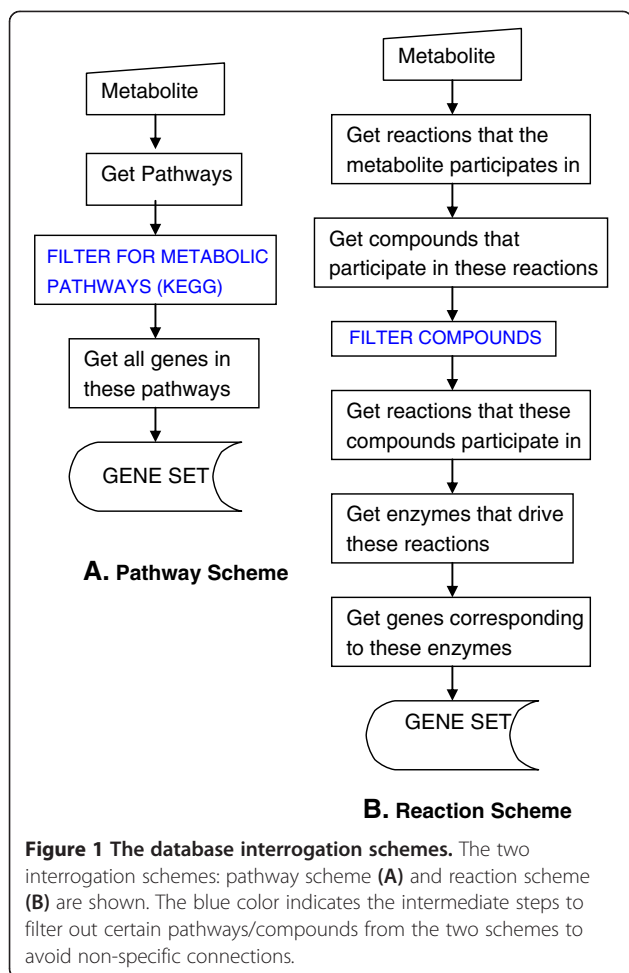 Metabolite
Get Pathways
FILTER FOR METABOLIC
PATHWAYS (KEGG)
Get all genes in
these pathways
GENE SET
A. Pathway Scheme
Metabolite
Get reactions that the
metabolite participates in
Get compounds that
participate in these reactions
FILTER COMPOUNDS
Get reactions that these
compounds participate in
Get enzymes that drive
these reactions
Get genes corresponding
to these enzymes
GENE SET
B. Reaction Scheme
Figure 1 The database interrogation schemes. The two
interrogation schemes: pathway scheme (A) and reaction scheme
(B) are shown. The blue color indicates the intermediate steps to
filter out certain pathways/compounds from the two schemes to
avoid non-specific connections.